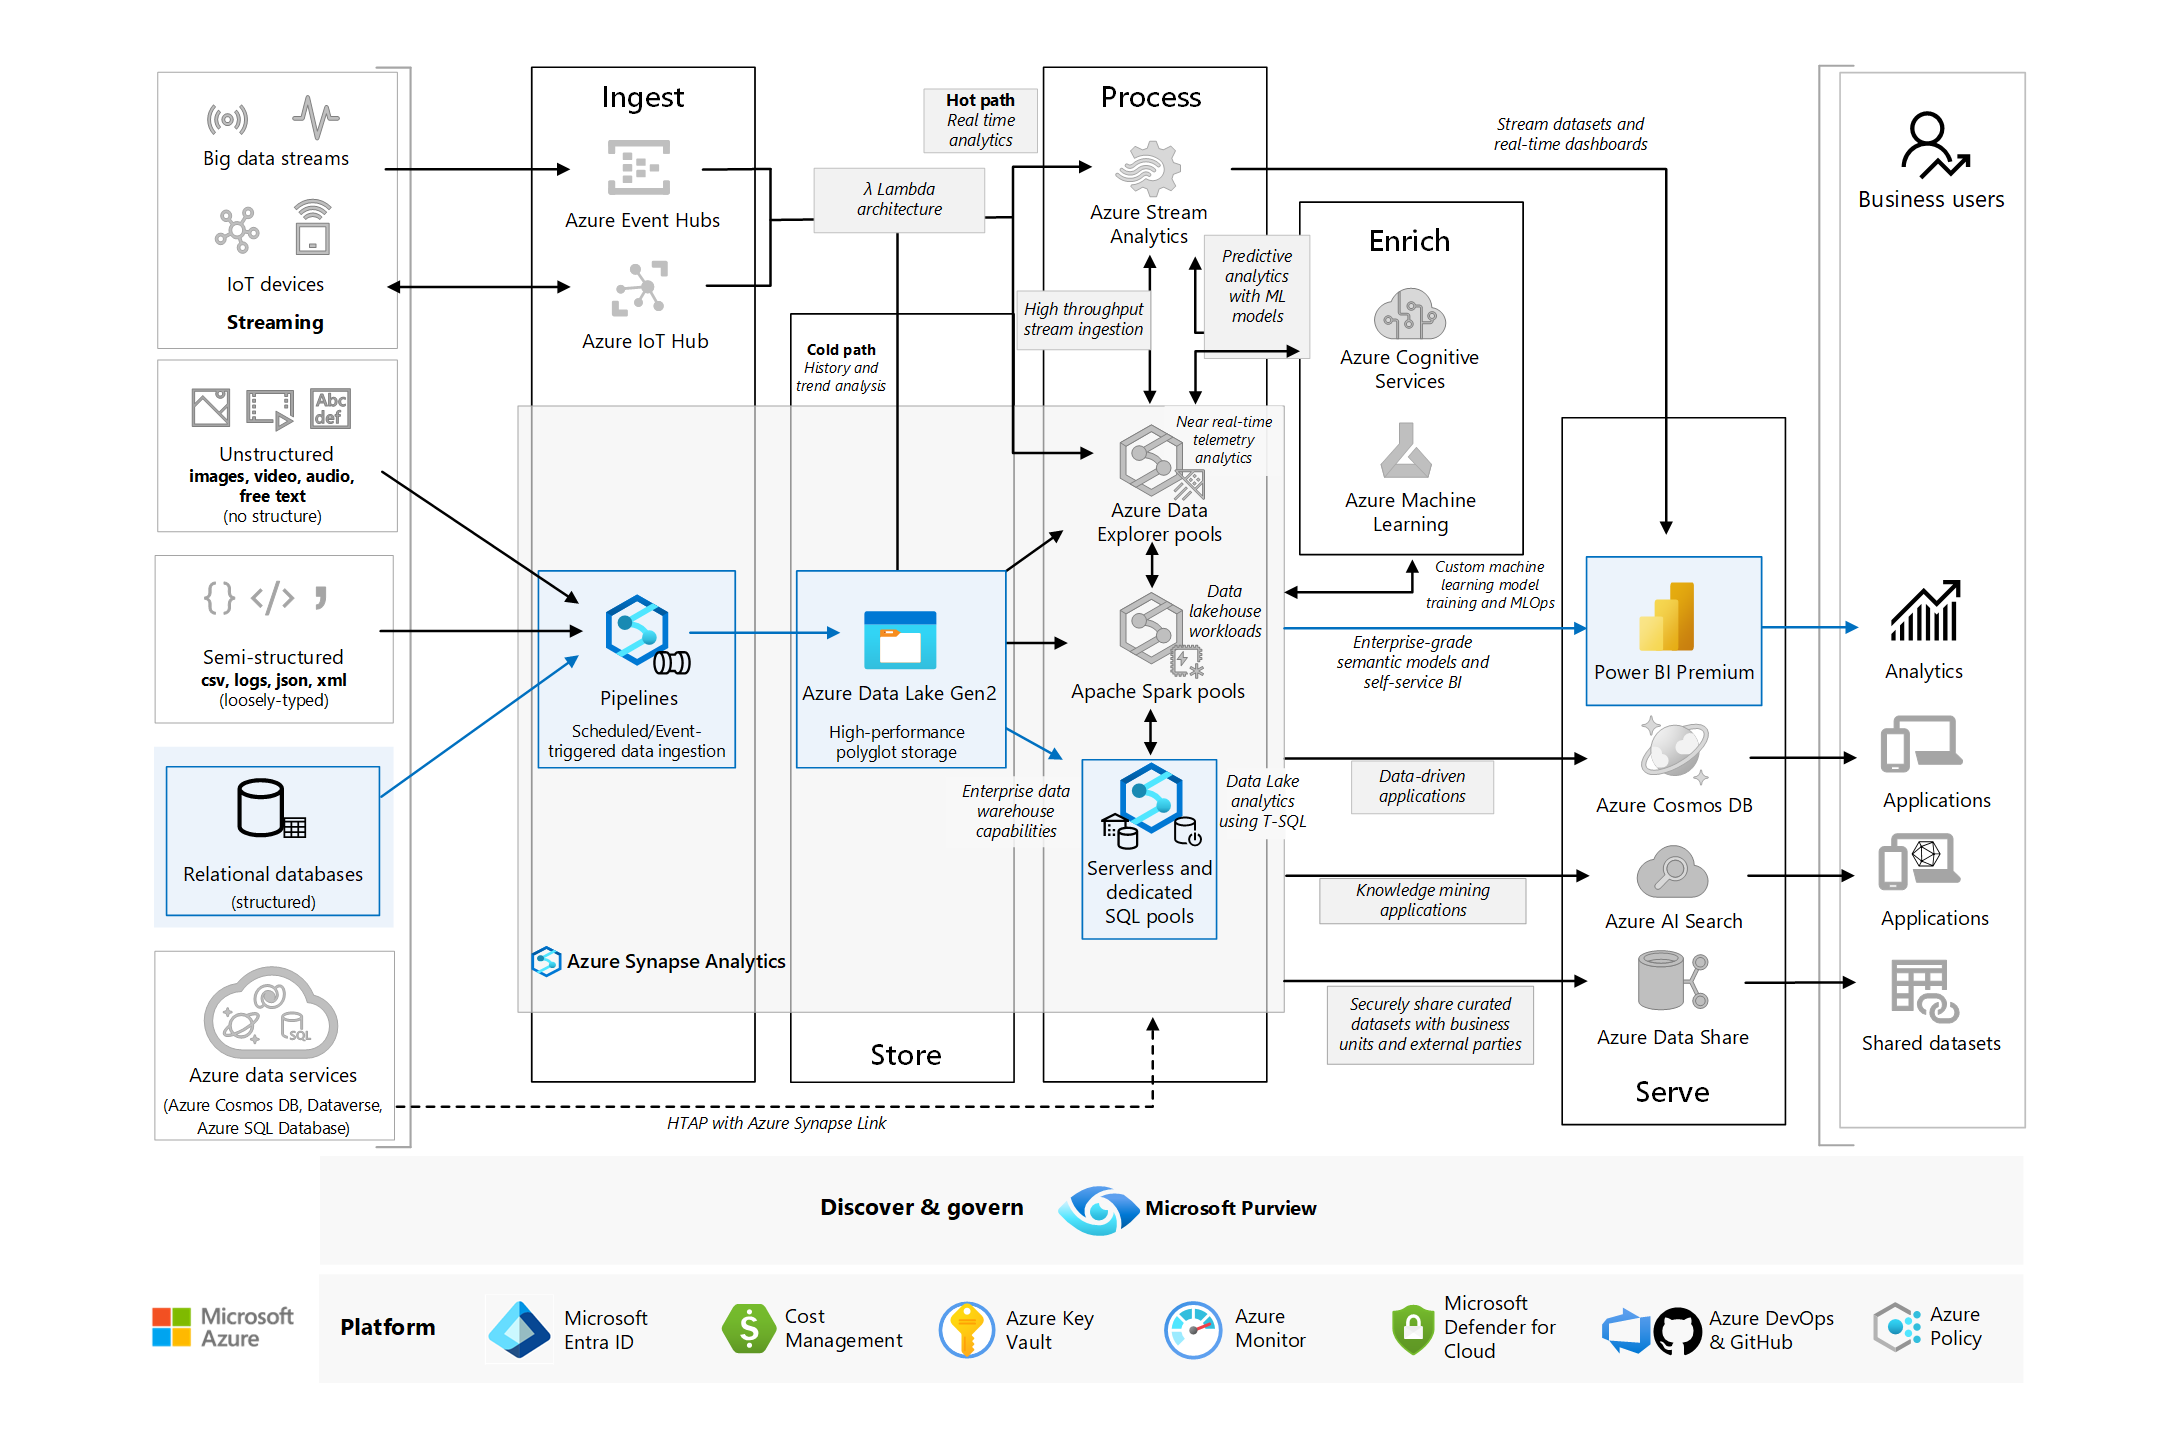 Big data streams
IoT devices
Streaming
Abc
def
Unstructured
images, video, audio,
free text
(no structure)
{} </> ;
Semi-structured
csv, logs, json, xml
(loosely-typed)
Relational databases
(structured)
SQL
Azure data services
(Azure Cosmos DB, Dataverse,
Azure SQL Database)
Ingest
Azure Event Hubs
Azure IoT Hub
Pipelines
Scheduled/Event-
triggered data ingestion
Azure Synapse Analytics
λ Lambda
architecture
Hot path
Real time
analytics
Cold path
History and
trend analysis
Azure Data Lake Gen2
High-performance
polyglot storage
Store
Enterprise data
warehouse
capabilities
HTAP with Azure Synapse Link
Process
Azure Stream
Analytics
High throughput
stream ingestion
Predictive
analytics
with ML
models
Near real-time
telemetry
analytics
Azure Data
Explorer pools
Data
lakehouse
workloads
Apache Spark pools
Data Lake
analytics
using T-SQL
Serverless and
dedicated
SQL pools
Enrich
Azure Cognitive
Services
Azure Machine
Learning
Custom machine
learning model
training and MLOps
Stream datasets and
real-time dashboards
Enterprise-grade
semantic models and
self-service BI
Data-driven
applications
Knowledge mining
applications
Securely share curated
datasets with business
units and external parties
Power BI Premium
Azure Cosmos DB
Azure AI Search
Azure Data Share
Serve
Business users
Analytics
Applications
Applications
Shared datasets
Discover & govern
Microsoft Purview
Microsoft
Azure
Platform
Microsoft
Entra ID
$
Cost
Management
Azure Key
Vault
Azure
Monitor
Microsoft
Defender for
Cloud
Azure DevOps
& GitHub
Azure
Policy